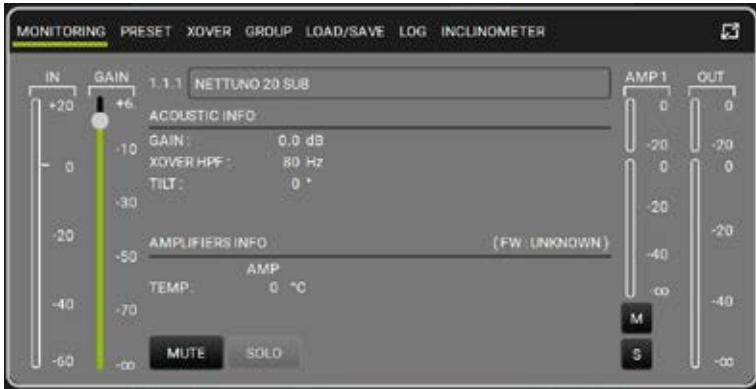 MONITORING PRESET XOVER GROUP LOAD/SAVE LOG INCLINOMETER
IN
+20
0
-20
-40
-60
GAIN
+6.
-10
-30
-50
-70
-∞
1.1.1 NETTUNO 20 SUB
ACOUSTIC INFO
GAIN: 0.0 dB
XOVER HPF: 80 Hz
TILT: 0 °
AMPLIFIERS INFO (FW: UNKNOWN)
AMP
TEMP. 0 °C
MUTE SOLO
AMP1
0
-20
0
-20
-40
-∞
M
S
OUT
0
-20
0
-20
-40
-∞